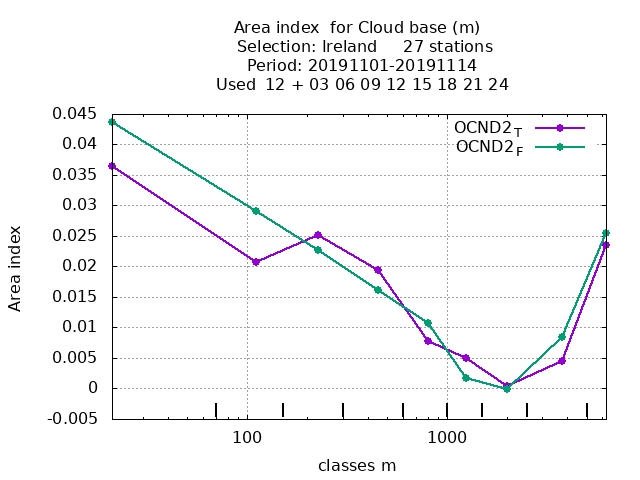 Area index  for Cloud base (m)
Selection: Ireland     27 stations
Period: 20191101-20191114
Used  12 + 03 06 09 12 15 18 21 24
0.045
0.04
0.035
0.03
0.025
0.02
0.015
0.01
0.005
0
-0.005
OCND2T
OCND2F
Area index
100
1000
classes m